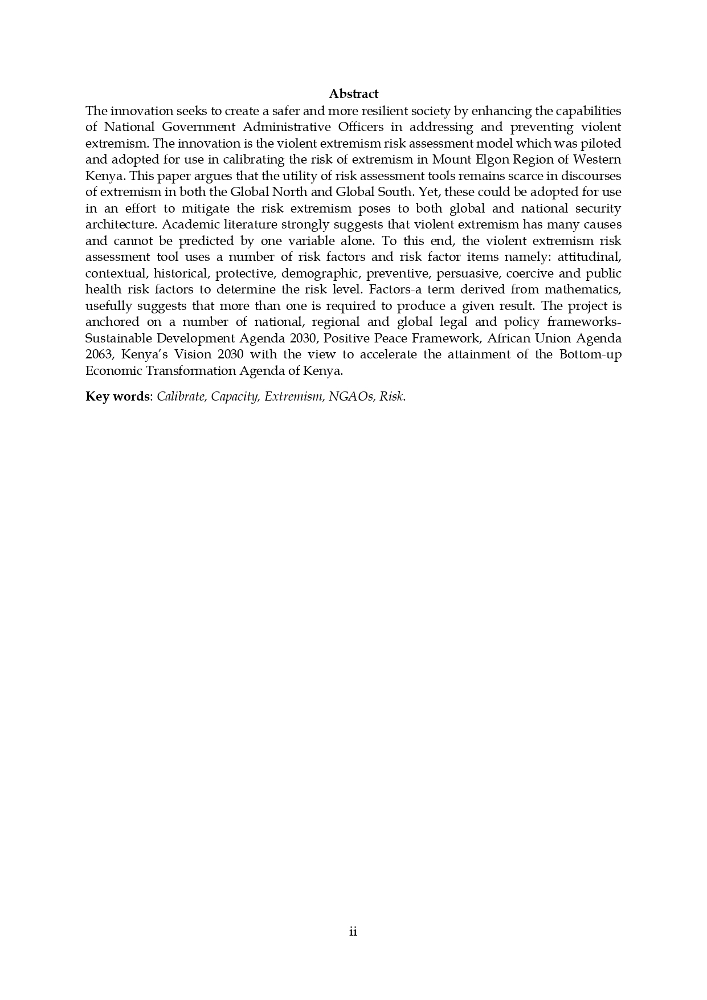 Abstract
The innovation seeks to create a safer and more resilient society by enhancing the capabilities
of National Government Administrative Officers in addressing and preventing violent
extremism. The innovation is the violent extremism risk assessment model which was piloted
and adopted for use in calibrating the risk of extremism in Mount Elgon Region of Western
Kenya. This paper argues that the utility of risk assessment tools remains scarce in discourses
of extremism in both the Global North and Global South. Yet, these could be adopted for use
in an effort to mitigate the risk extremism poses to both global and national security
architecture. Academic literature strongly suggests that violent extremism has many causes
and cannot be predicted by one variable alone. To this end, the violent extremism risk
assessment tool uses a number of risk factors and risk factor items namely: attitudinal,
contextual, historical, protective, demographic, preventive, persuasive, coercive and public
health risk factors to determine the risk level. Factors-a term derived from mathematics,
usefully suggests that more than one is required to produce a given result. The project is
anchored on a number of national, regional and global legal and policy frameworks-
Sustainable Development Agenda 2030, Positive Peace Framework, African Union Agenda
2063, Kenya’s Vision 2030 with the view to accelerate the attainment of the Bottom-up
Economic Transformation Agenda of Kenya.
Key words: Calibrate, Capacity, Extremism, NGAOs, Risk.
ii